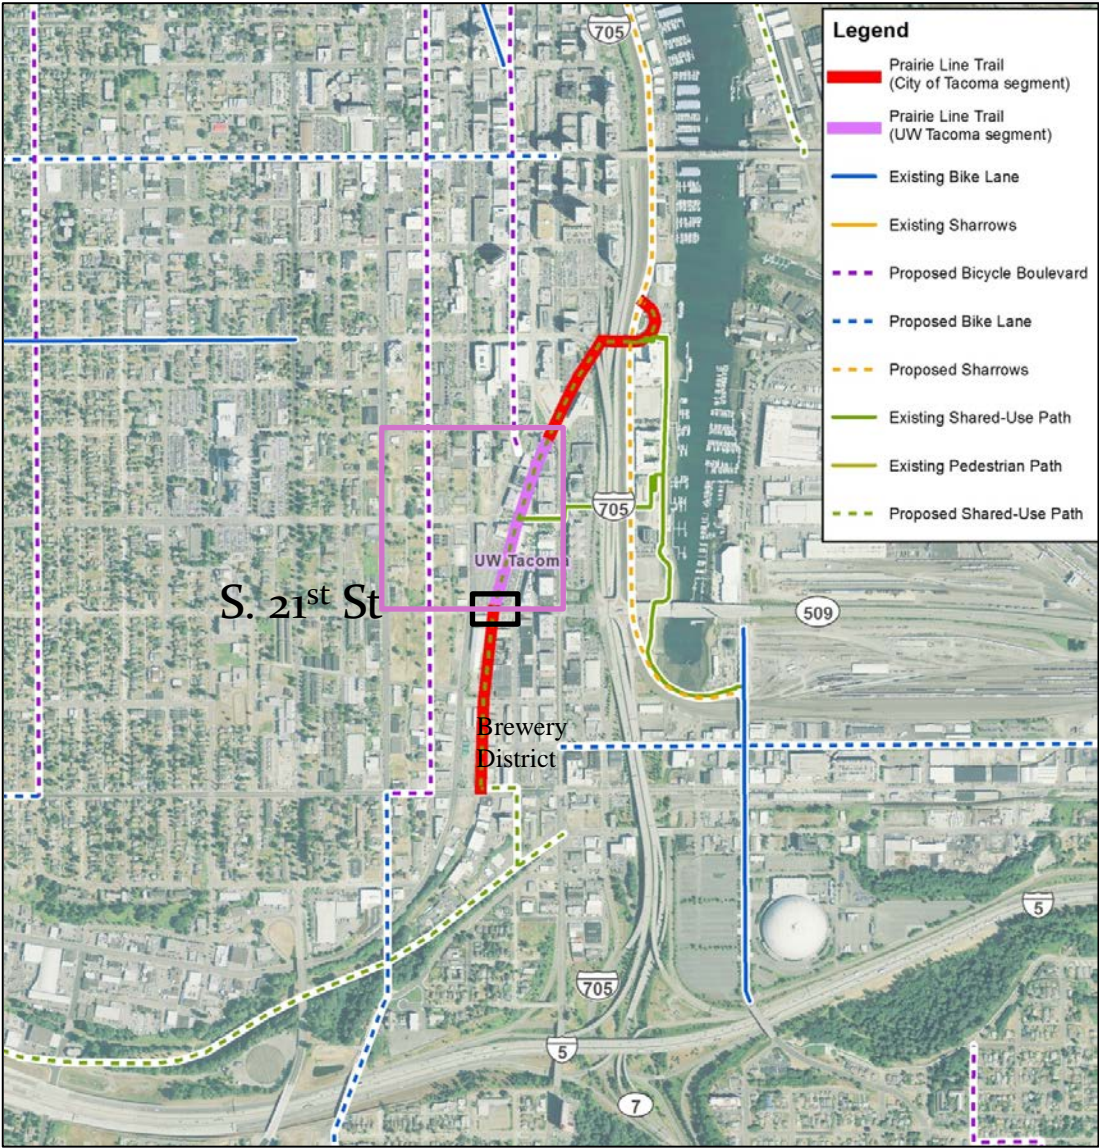 705
Legend
Prairie Line Trail
(City of Tacoma segment)
Prairie Line Trail
(UW Tacoma segment)
Existing Bike Lane
Existing Sharrows
Proposed Bicycle Boulevard
Proposed Bike Lane
Proposed Sharrows
Existing Shared-Use Path
Existing Pedestrian Path
Proposed Shared-Use Path
705
UW Tacoma
S. 21st St
509
Brewery
District
5
705
5
7